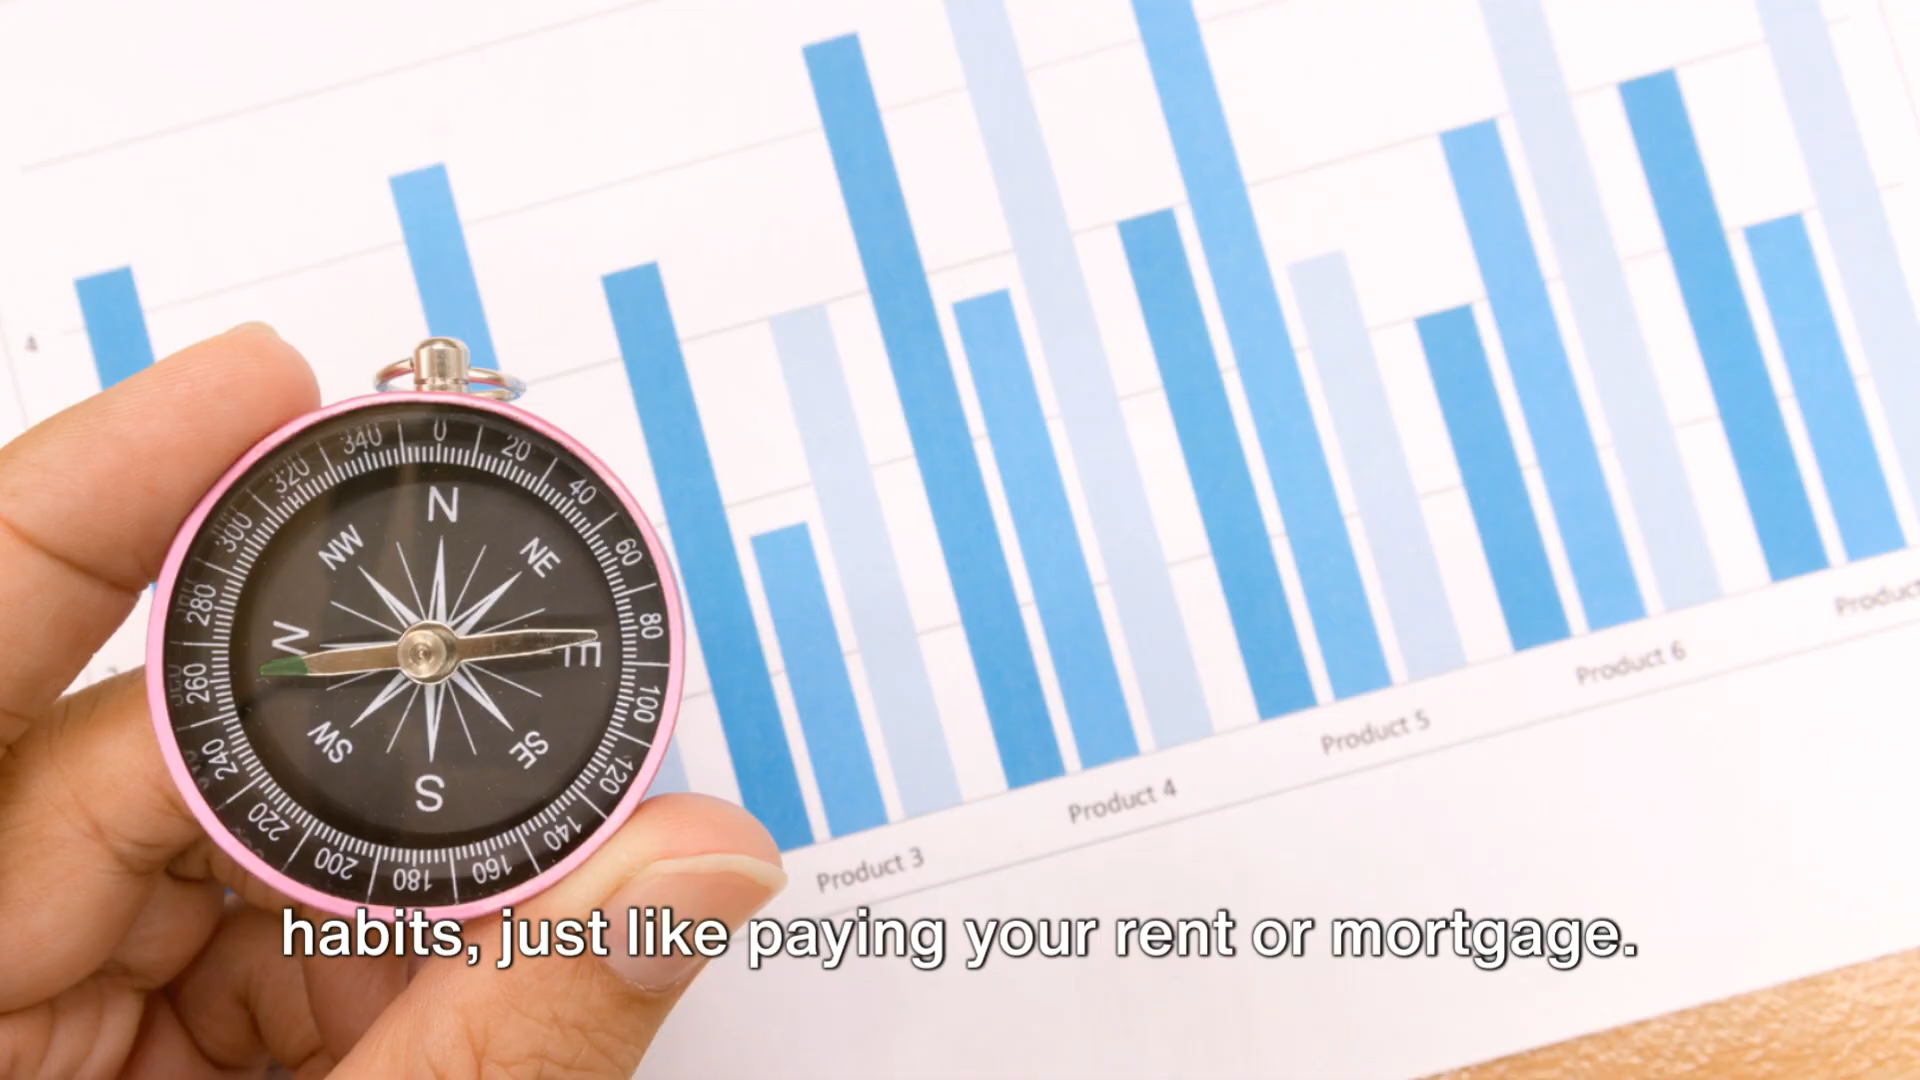 4
0
20
40
60
80
100
120
140
160
180
200
220
240
260
280
300
320
340
N
NE
E
SE
S
SW
W
NW
Product 3
Product 4
Product 5
Product 6
Product
habits, just like paying your rent or mortgage.